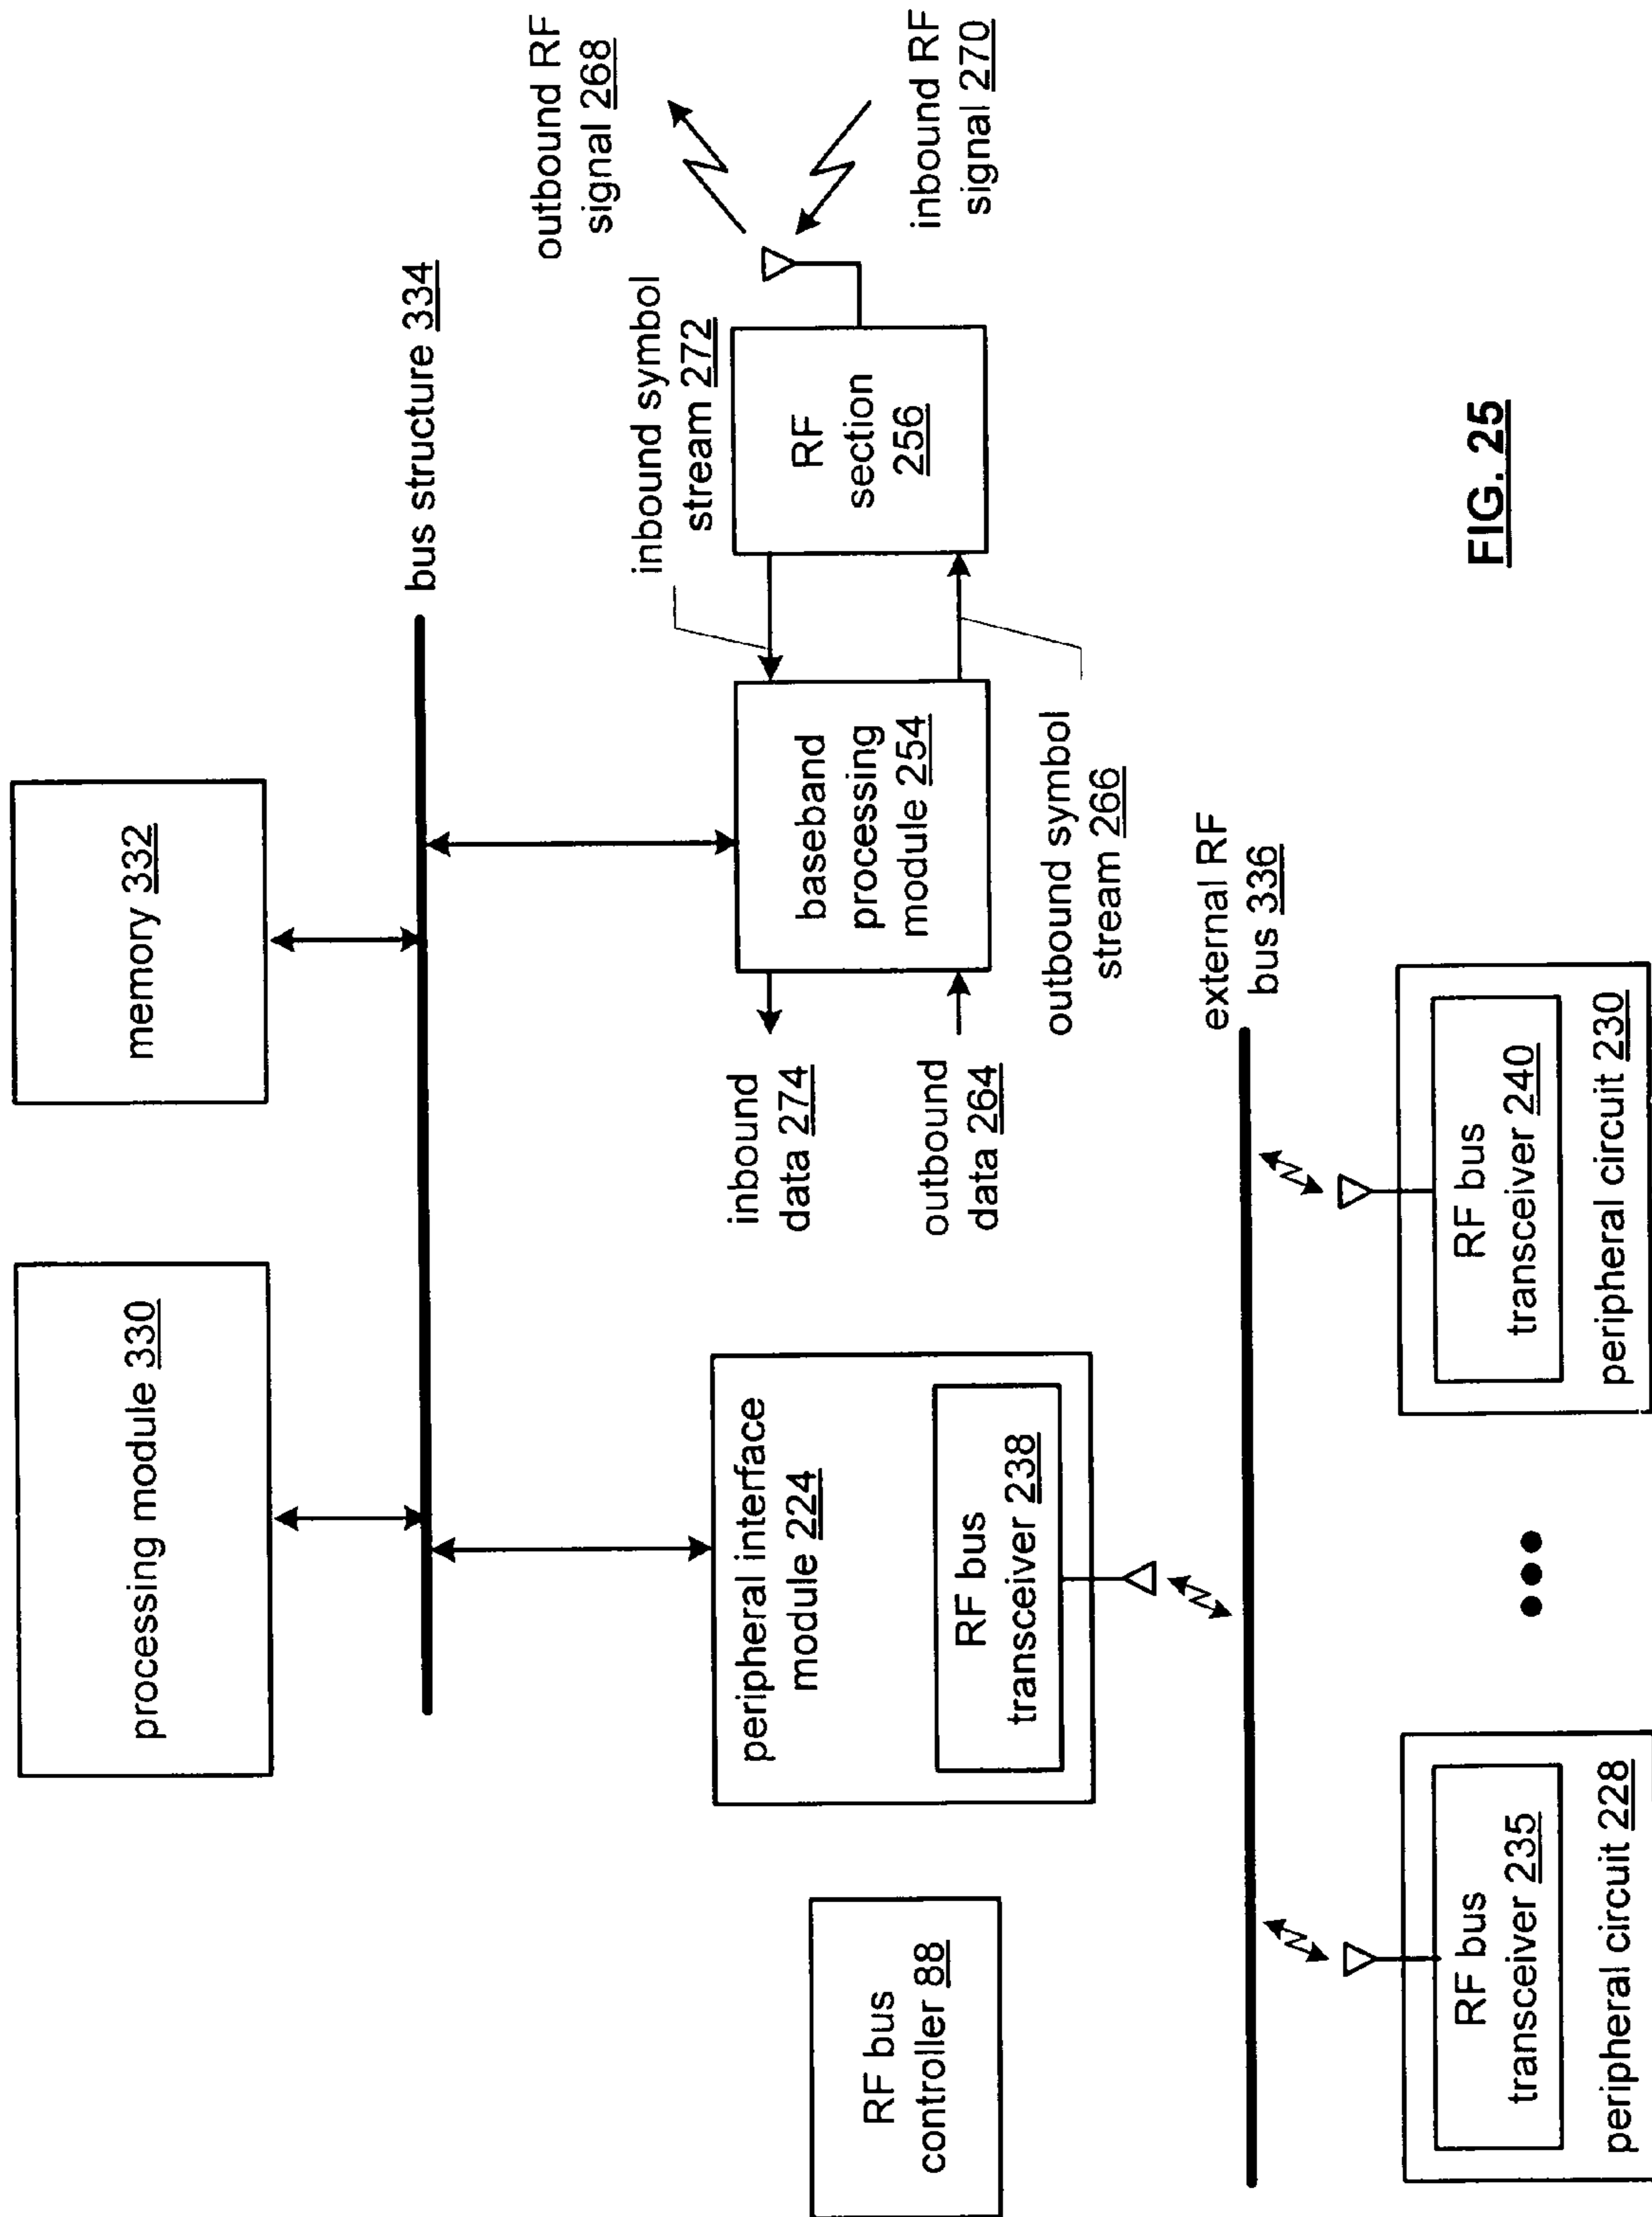 processing module 330
memory 332
bus structure 334
outbound RF
signal 268
inbound RF
signal 270
inbound symbol
stream 272
RF
section
256
baseband
processing
module 254
outbound symbol
stream 266
inbound
data 274
outbound
data 264
peripheral interface
module 224
RF bus
transceiver 238
RF bus
controller 88
external RF
bus 336
RF bus
transceiver 235
peripheral circuit 228
RF bus
transceiver 240
peripheral circuit 230
FIG. 25